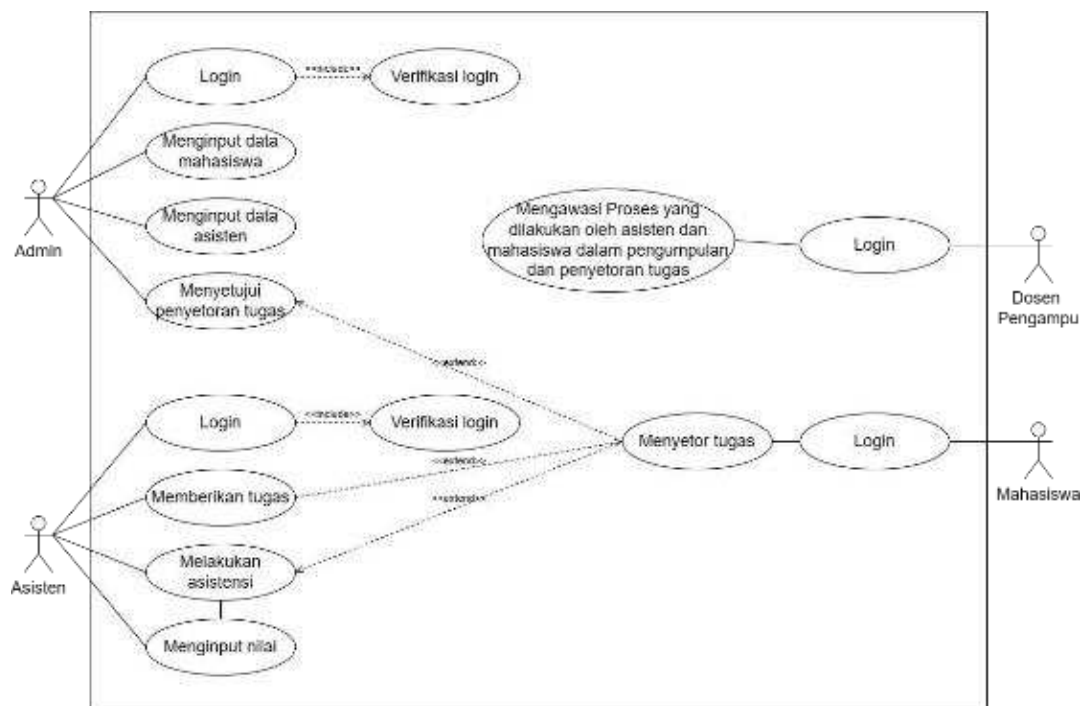 Login
<<include>>
Verifikasi login
Menginput data
mahasiswa
Menginput data
asisten
Admin
Menyetujui
penyetoran tugas
Mengawasi Proses yang
dilakukan oleh asisten dan
mahasiswa dalam pengumpulan
dan penyetoran tugas
Login
Dosen
Pengampu
<<extend>>
Login
<<include>>
Verifikasi login
Menyetor tugas
Login
Mahasiswa
<<extend>>
Memberikan tugas
<<extend>>
Melakukan
asistensi
Asisten
Menginput nilai